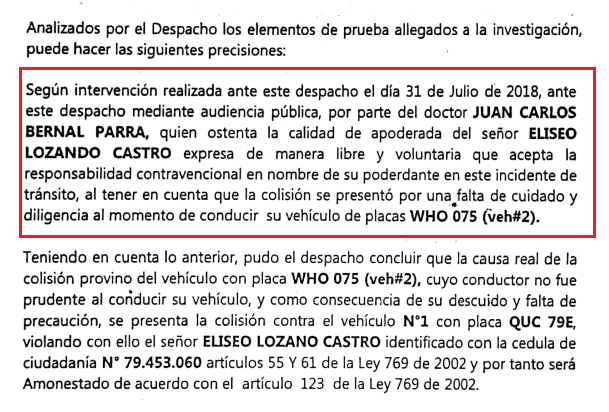 Analizados por el Despacho los elementos de prueba allegados a la investigación,
puede hacer las siguientes precisiones:
Según intervención realizada ante este despacho el día 31 de Julio de 2018, ante
este despacho mediante audiencia pública, por parte del doctor JUAN CARLOS
BERNAL PARRA, quien ostenta la calidad de apoderada del señor ELISEO
LOZANDO CASTRO expresa de manera libre y voluntaria que acepta la
responsabilidad contravencional en nombre de su poderdante en este incidente de
tránsito, al tener en cuenta que la colisión se presentó por una falta de cuidado y
diligencia al momento de conducir su vehículo de placas WHO 075 (veh#2).
Teniendo en cuenta lo anterior, pudo el despacho concluir que la causa real de la
colisión provino del vehículo con placa WHO 075 (veh#2), cuyo conductor no fue
prudente al conducir su vehículo, y como consecuencia de su descuido y falta de
precaución, se presenta la colisión contra el vehículo N°1 con placa QUC 79E,
violando con ello el señor ELISEO LOZANO CASTRO identificado con la cedula de
ciudadanía N° 79.453.060 artículos 55 Y 61 de la Ley 769 de 2002 y por tanto será
Amonestado de acuerdo con el artículo 123 de la Ley 769 de 2002.